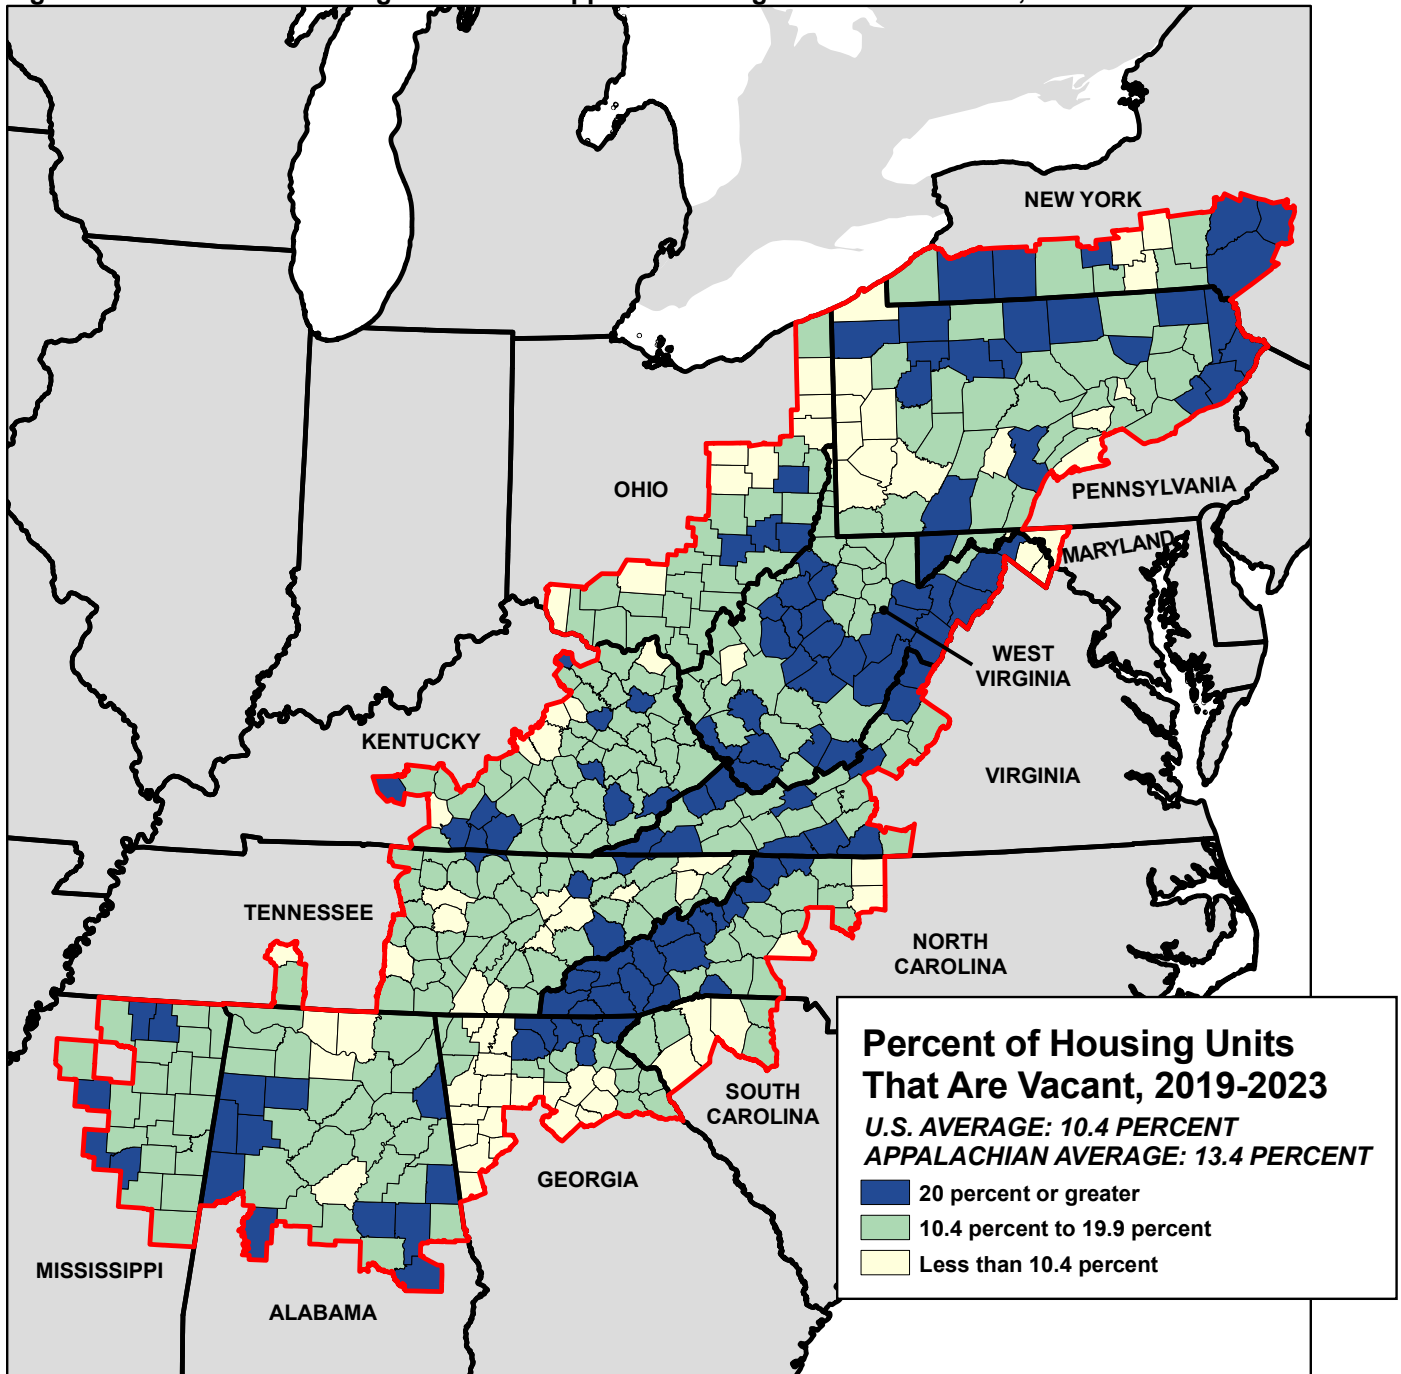 NEW YORK
OHIO
PENNSYLVANIA
MARYLAND
WEST
VIRGINIA
KENTUCKY
VIRGINIA
TENNESSEE
NORTH
CAROLINA
SOUTH
CAROLINA
GEORGIA
MISSISSIPPI
ALABAMA
Percent of Housing Units
That Are Vacant, 2019-2023
U.S. AVERAGE: 10.4 PERCENT
APPALACHIAN AVERAGE: 13.4 PERCENT
20 percent or greater
10.4 percent to 19.9 percent
Less than 10.4 percent